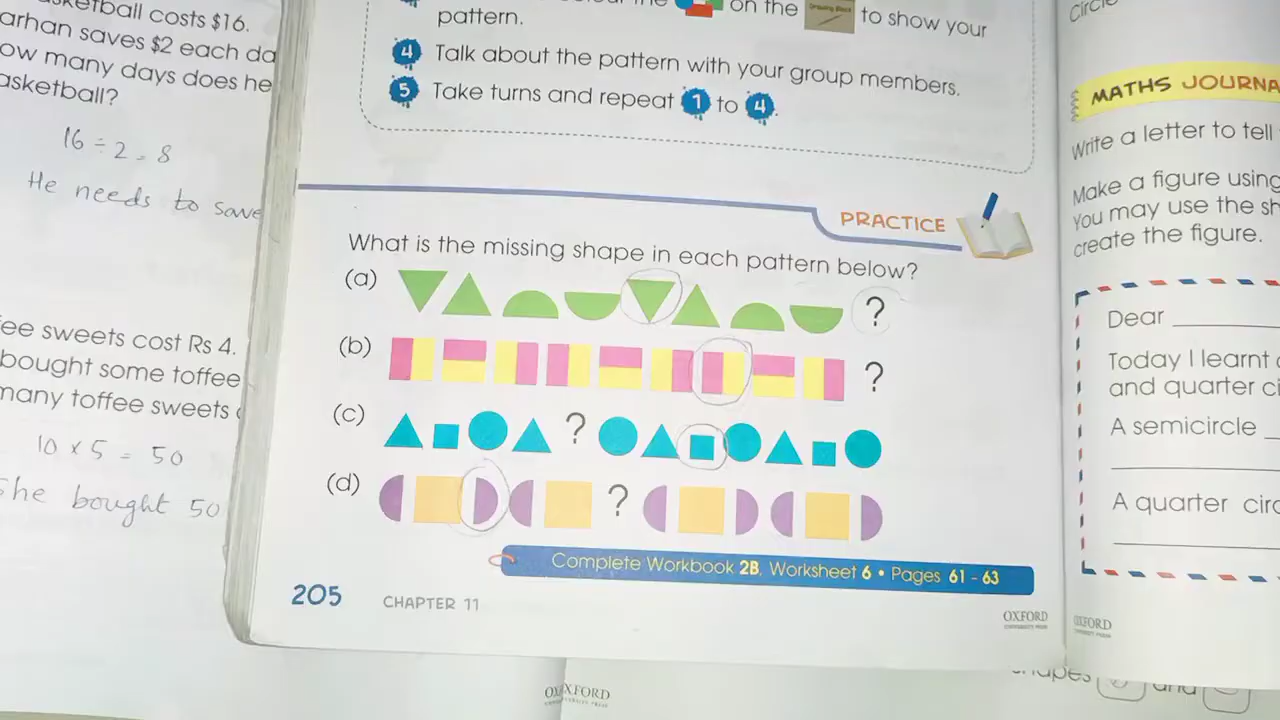 costs $16.
saves $2 each
ow many days does he
asketball?
16 ÷ 2 = 8
He needs to save
sweets cost Rs 4.
bought some toffee
many toffee sweets
10 × 5 = 50
She bought 50
on the
to show your
pattern.
4 Talk about the pattern with your group members.
5 Take turns and repeat 1 to 4.
PRACTICE
What is the missing shape in each pattern below?
(a) ?
(b) ?
(c) ?
(d) ?
Complete Workbook 2B, Worksheet 6 • Pages 61 - 63
205 CHAPTER 11
OXFORD
UNIVERSITY PRESS
Circle
MATHS JOURNA
Write a letter to tell
Make a figure using
You may use the sh
create the figure.
Dear
Today I learnt
and quarter ci
A semicircle
A quarter circ
OXFORD
UNIVERSITY PRESS
OXFORD
and